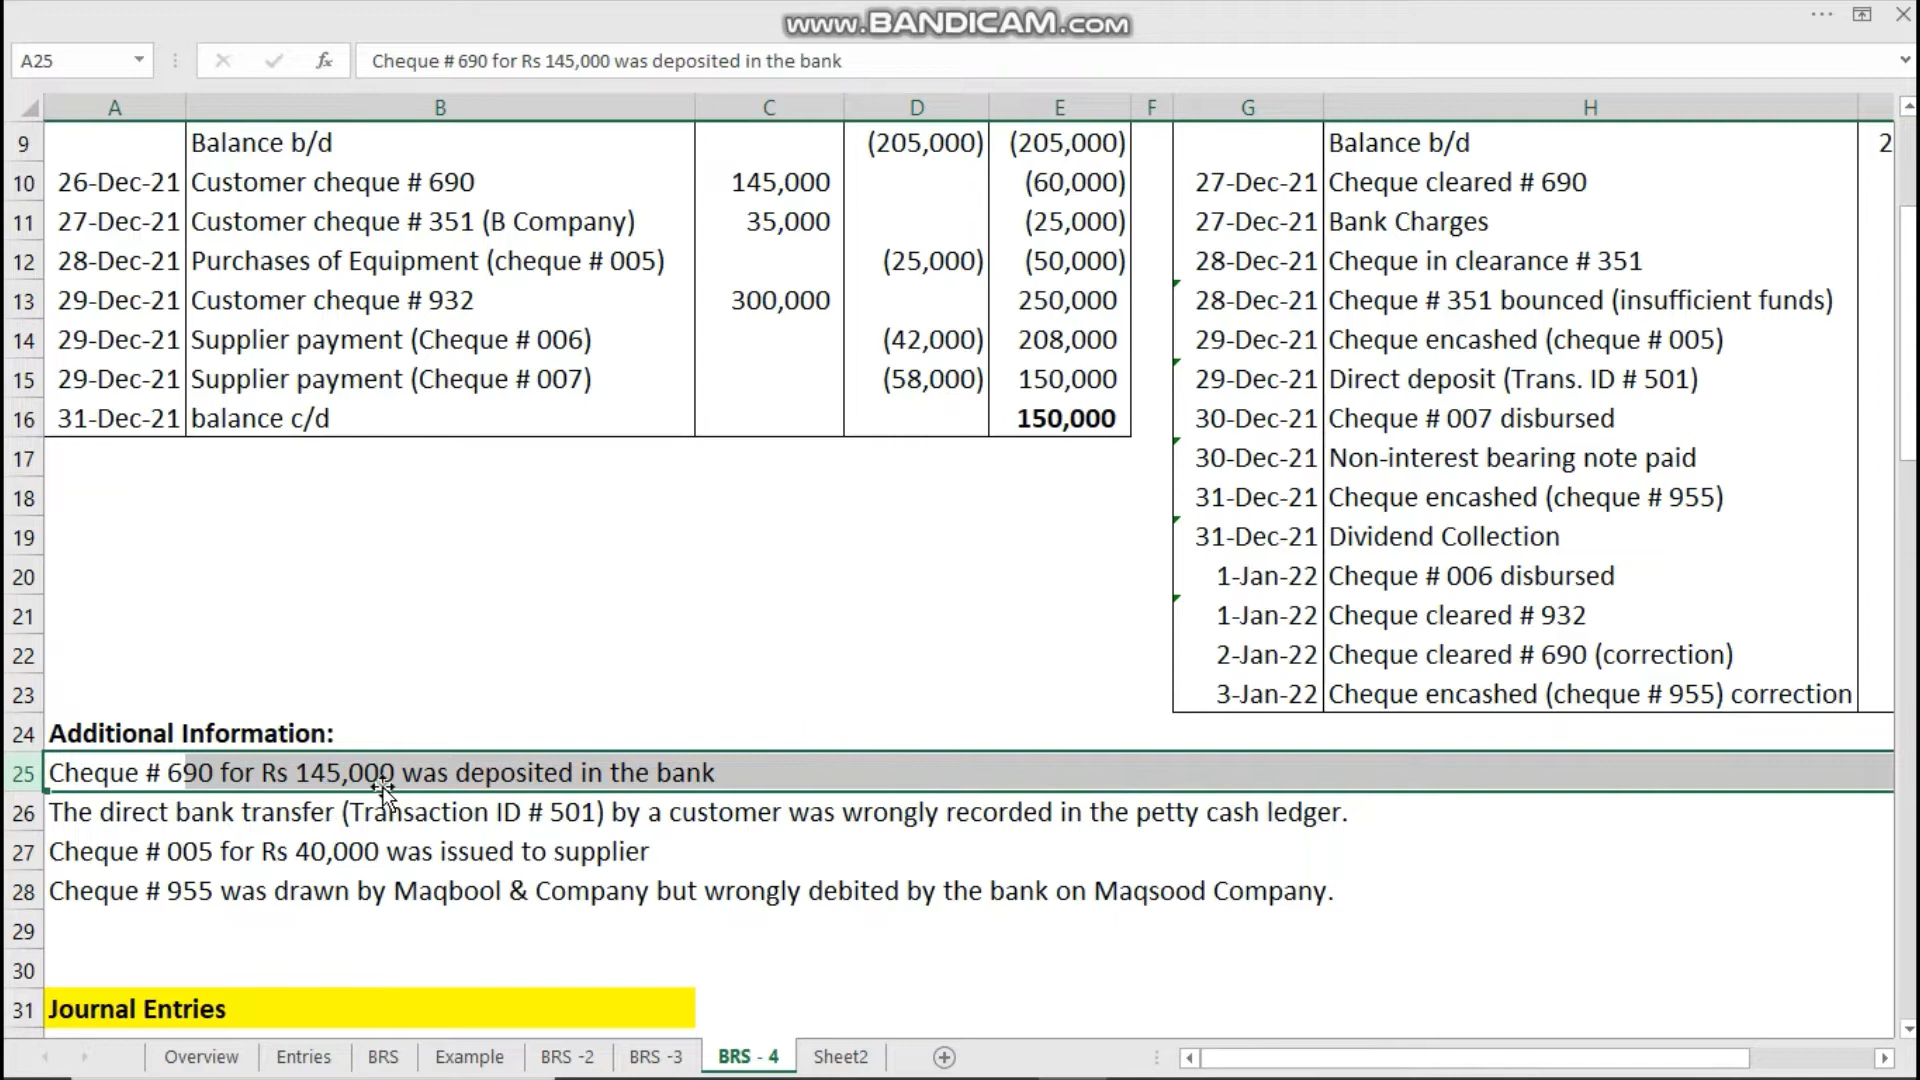 www.BANDICAM.com
A25 fx Cheque # 690 for Rs 145,000 was deposited in the bank
A B C D E F G H
9 Balance b/d (205,000) (205,000) Balance b/d 2
10 26-Dec-21 Customer cheque # 690 145,000 (60,000) 27-Dec-21 Cheque cleared # 690
11 27-Dec-21 Customer cheque # 351 (B Company) 35,000 (25,000) 27-Dec-21 Bank Charges
12 28-Dec-21 Purchases of Equipment (cheque # 005) (25,000) (50,000) 28-Dec-21 Cheque in clearance # 351
13 29-Dec-21 Customer cheque # 932 300,000 250,000 28-Dec-21 Cheque # 351 bounced (insufficient funds)
14 29-Dec-21 Supplier payment (Cheque # 006) (42,000) 208,000 29-Dec-21 Cheque encashed (cheque # 005)
15 29-Dec-21 Supplier payment (Cheque # 007) (58,000) 150,000 29-Dec-21 Direct deposit (Trans. ID # 501)
16 31-Dec-21 balance c/d 150,000 30-Dec-21 Cheque # 007 disbursed
17 30-Dec-21 Non-interest bearing note paid
18 31-Dec-21 Cheque encashed (cheque # 955)
19 31-Dec-21 Dividend Collection
20 1-Jan-22 Cheque # 006 disbursed
21 1-Jan-22 Cheque cleared # 932
22 2-Jan-22 Cheque cleared # 690 (correction)
23 3-Jan-22 Cheque encashed (cheque # 955) correction
24 Additional Information:
25 Cheque # 690 for Rs 145,000 was deposited in the bank
26 The direct bank transfer (Transaction ID # 501) by a customer was wrongly recorded in the petty cash ledger.
27 Cheque # 005 for Rs 40,000 was issued to supplier
28 Cheque # 955 was drawn by Maqbool & Company but wrongly debited by the bank on Maqsood Company.
29
30
31 Journal Entries
Overview Entries BRS Example BRS -2 BRS -3 BRS - 4 Sheet2